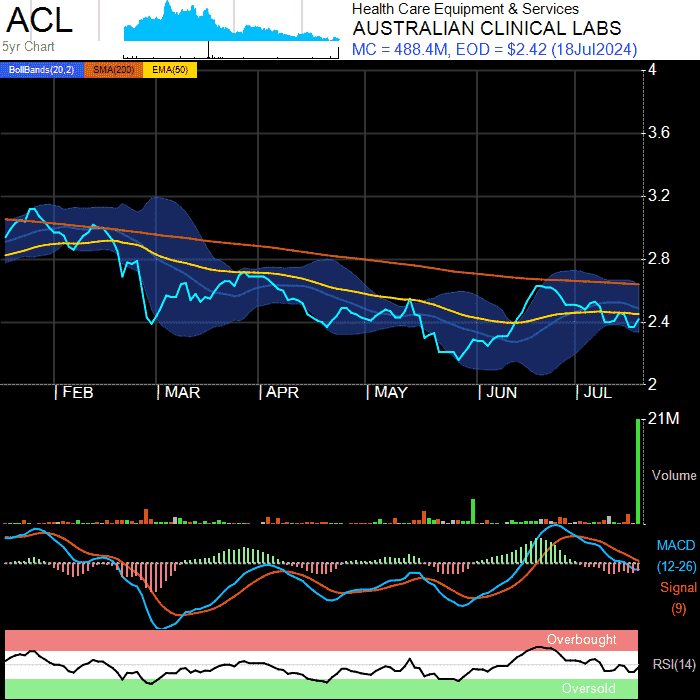 ACL
5yr Chart
Health Care Equipment & Services
AUSTRALIAN CLINICAL LABS
MC = 488.4M, EOD = $2.42 (18Jul2024)
BollBands(20,2) SMA(200) EMA(50)
4
3.6
3.2
2.8
2.4
2
FEB MAR APR MAY JUN JUL
21M
Volume
MACD
(12-26)
Signal
(9)
Overbought
RSI(14)
Oversold